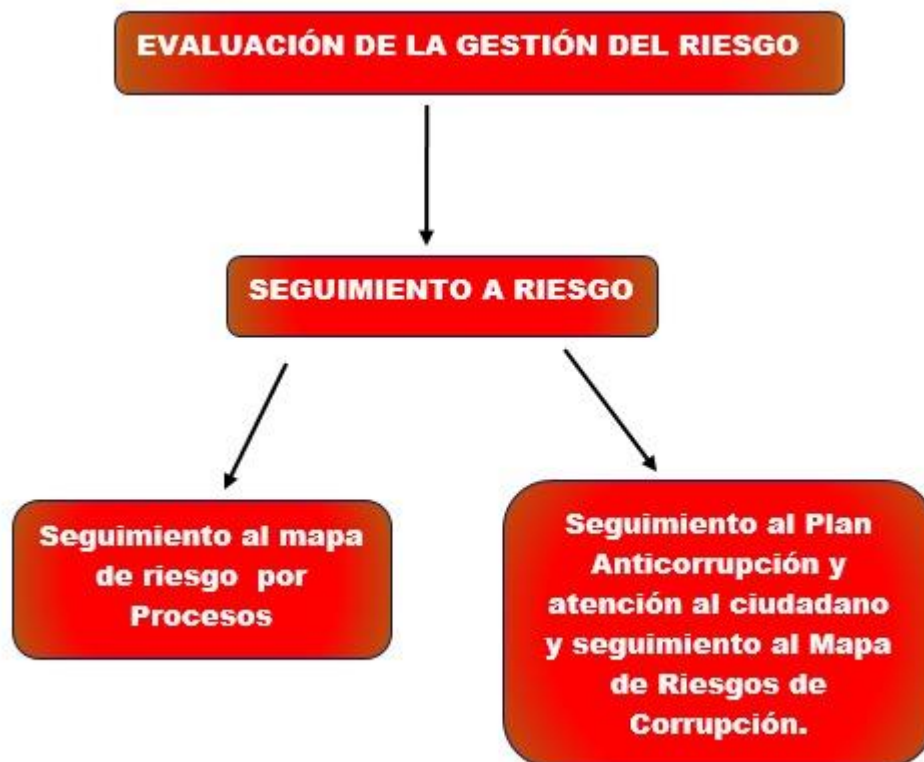 EVALUACIÓN DE LA GESTIÓN DEL RIESGO
SEGUIMIENTO A RIESGO
Seguimiento al mapa
de riesgo por
Procesos
Seguimiento al Plan
Anticorrupción y
atención al ciudadano
y seguimiento al Mapa
de Riesgos de
Corrupción.